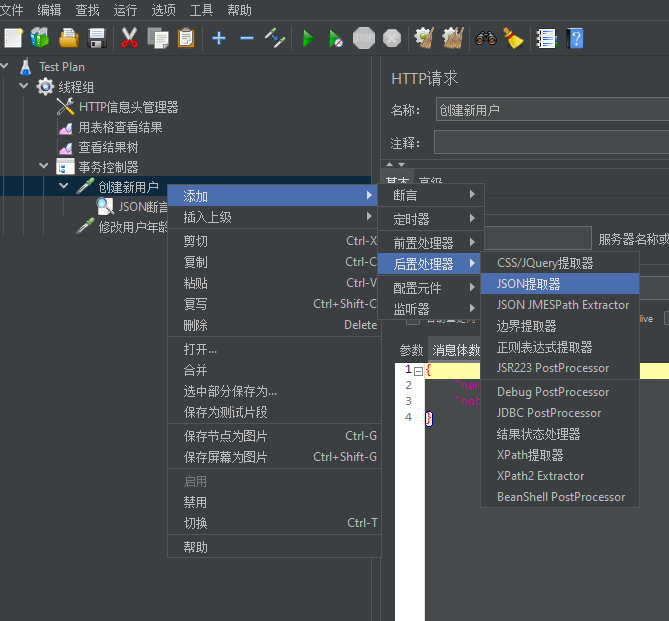 文件 编辑 查找 运行 选项 工具 帮助
STOP
Test Plan
线程组
HTTP信息头管理器
用表格查看结果
查看结果树
事务控制器
创建新用户
JSON断言
修改用户年龄
HTTP请求
名称: 创建新用户
注释:
基本 高级
添加
插入上级
剪切 Ctrl-X
复制 Ctrl-C
粘贴 Ctrl-V
复写 Ctrl+Shift-C
删除 Delete
打开...
合并
选中部分保存为...
保存为测试片段
保存节点为图片 Ctrl-G
保存屏幕为图片 Ctrl+Shift-G
启用
禁用
切换 Ctrl-T
帮助
断言
定时器
前置处理器
后置处理器
配置元件
监听器
服务器名称或
CSS/JQuery提取器
JSON提取器
JSON JMESPath Extractor
边界提取器
正则表达式提取器
JSR223 PostProcessor
Debug PostProcessor
JDBC PostProcessor
结果状态处理器
XPath提取器
XPath2 Extractor
BeanShell PostProcessor
live
参数 消息体数
1 {
2 "nam
3
4 }